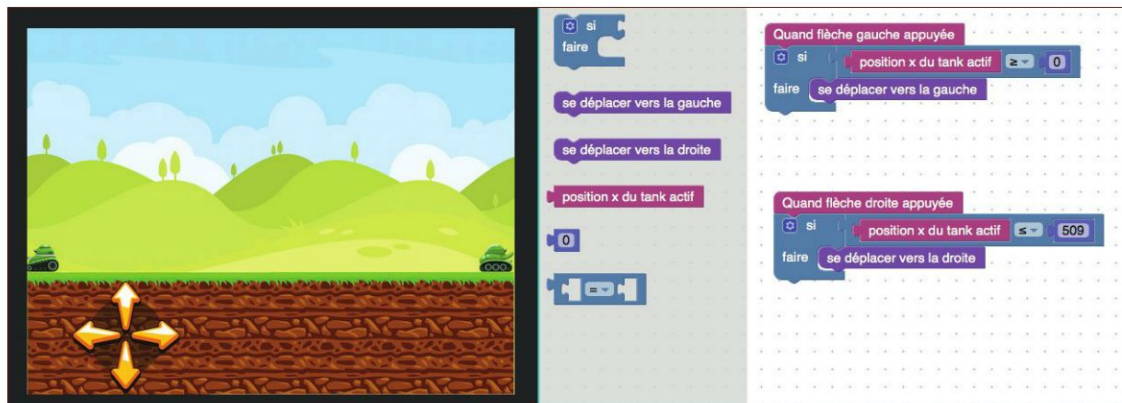 si
faire
se déplacer vers la gauche
se déplacer vers la droite
position x du tank actif
0
=
Quand flèche gauche appuyée
si position x du tank actif ≥ 0
faire se déplacer vers la gauche
Quand flèche droite appuyée
si position x du tank actif ≤ 509
faire se déplacer vers la droite